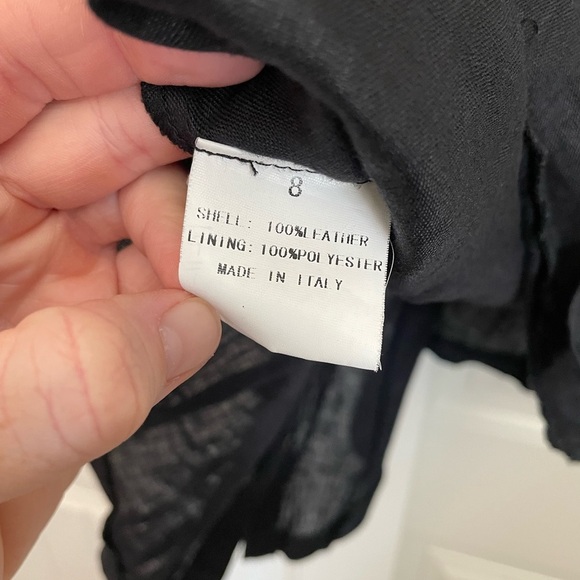 8
SHELL: 100%LEATHER
LINING: 100%POLYESTER
MADE IN ITALY